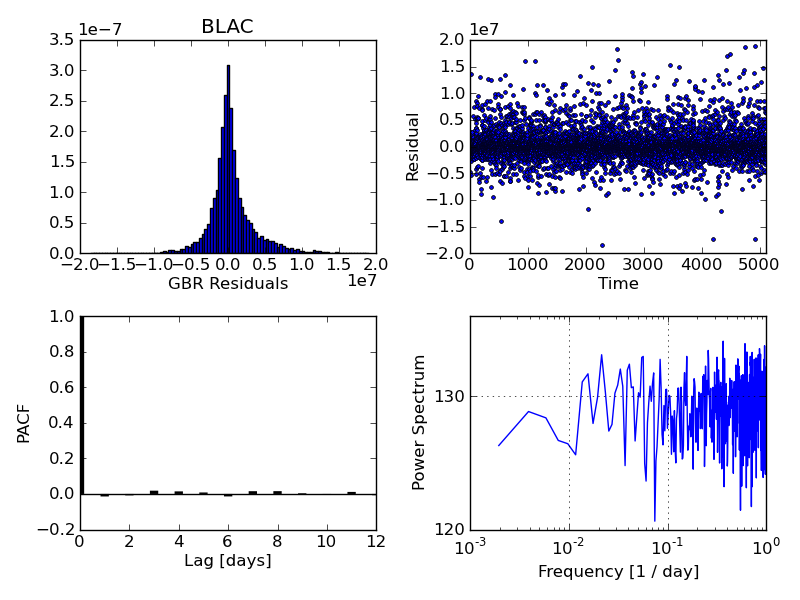 BLAC
1e−7
3.5
3.0
2.5
2.0
1.5
1.0
0.5
0.0
−2.0 −1.5 −1.0 −0.5 0.0 0.5 1.0 1.5 2.0
GBR Residuals
1e7
1e7
2.0
1.5
1.0
0.5
0.0
−0.5
−1.0
−1.5
−2.0
Residual
0 1000 2000 3000 4000 5000
Time
1.0
0.8
0.6
0.4
0.2
0.0
−0.2
PACF
0 2 4 6 8 10 12
Lag [days]
130
120
Power Spectrum
10^-3 10^-2 10^-1 10^0
Frequency [1 / day]